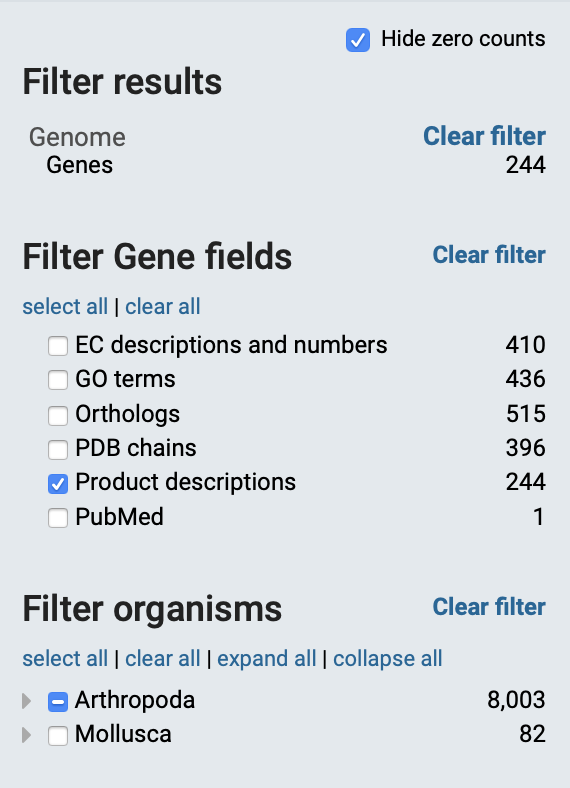 Hide zero counts
Filter results
Genome Clear filter
Genes 244
Filter Gene fields Clear filter
select all | clear all
EC descriptions and numbers 410
GO terms 436
Orthologs 515
PDB chains 396
Product descriptions 244
PubMed 1
Filter organisms Clear filter
select all | clear all | expand all | collapse all
Arthropoda 8,003
Mollusca 82